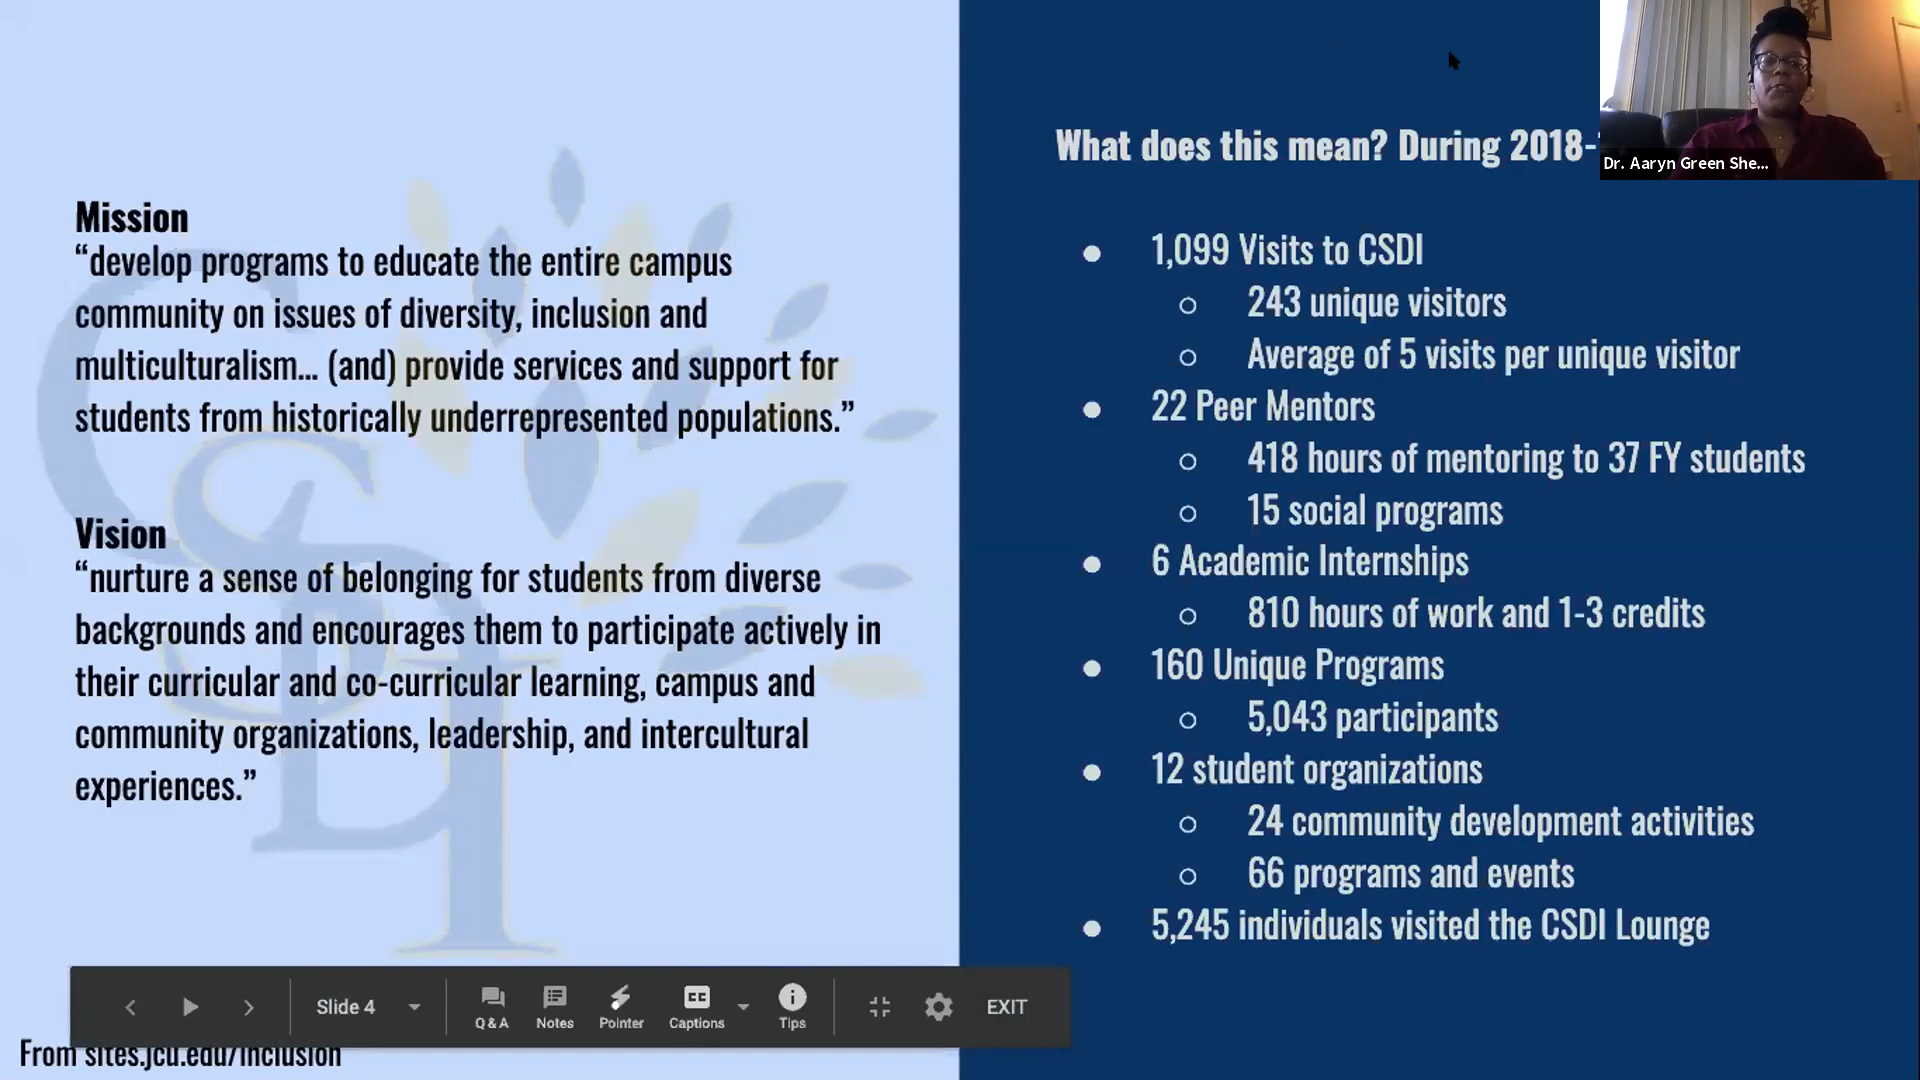 Mission
“develop programs to educate the entire campus
community on issues of diversity, inclusion and
multiculturalism... (and) provide services and support for
students from historically underrepresented populations.”
Vision
“nurture a sense of belonging for students from diverse
backgrounds and encourages them to participate actively in
their curricular and co-curricular learning, campus and
community organizations, leadership, and intercultural
experiences.”
From sites.jcu.edu/inclusion
What does this mean? During 2018-
● 1,099 Visits to CSDI
○ 243 unique visitors
○ Average of 5 visits per unique visitor
● 22 Peer Mentors
○ 418 hours of mentoring to 37 FY students
○ 15 social programs
● 6 Academic Internships
○ 810 hours of work and 1-3 credits
● 160 Unique Programs
○ 5,043 participants
● 12 student organizations
○ 24 community development activities
○ 66 programs and events
● 5,245 individuals visited the CSDI Lounge
Dr. Aaryn Green She...
Slide 4 Q&A Notes Pointer CC Captions Tips EXIT
CSDI